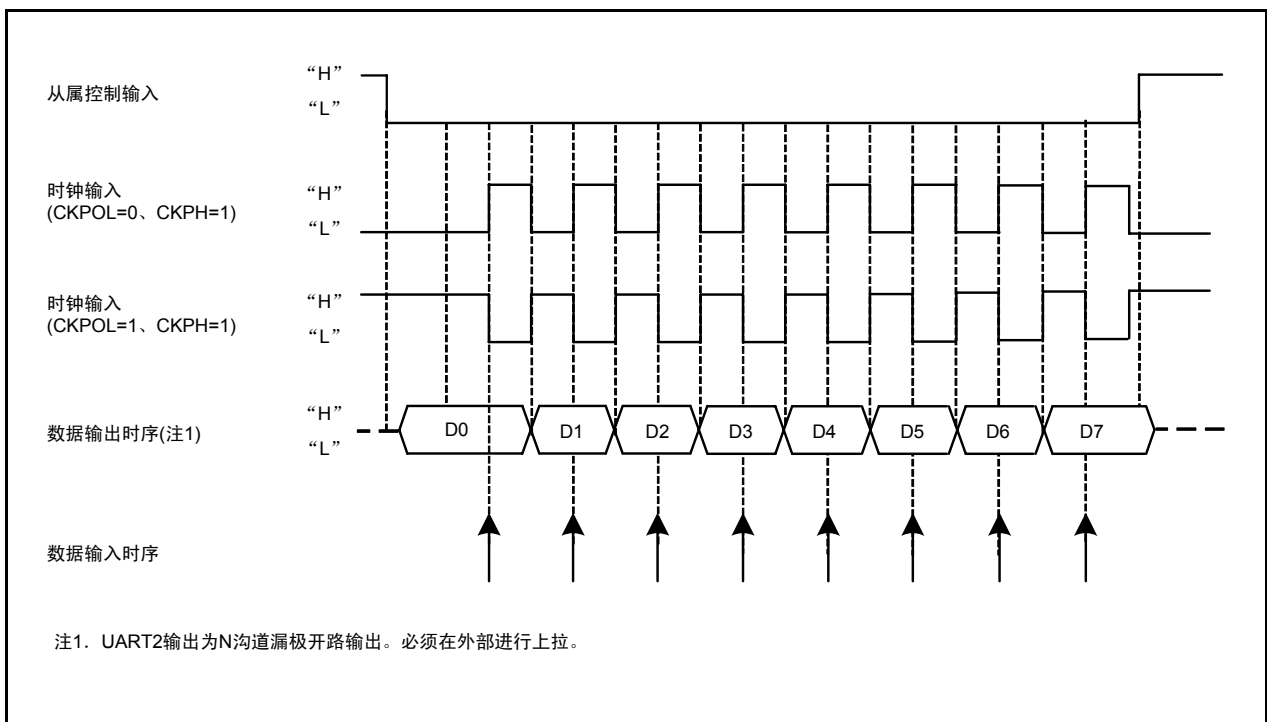 从属控制输入
“H”
“L”
时钟输入
(CKPOL=0、CKPH=1)
“H”
“L”
时钟输入
(CKPOL=1、CKPH=1)
“H”
“L”
数据输出时序(注1)
“H”
“L”
D0 D1 D2 D3 D4 D5 D6 D7
数据输入时序
注1. UART2输出为N沟道漏极开路输出。必须在外部进行上拉。